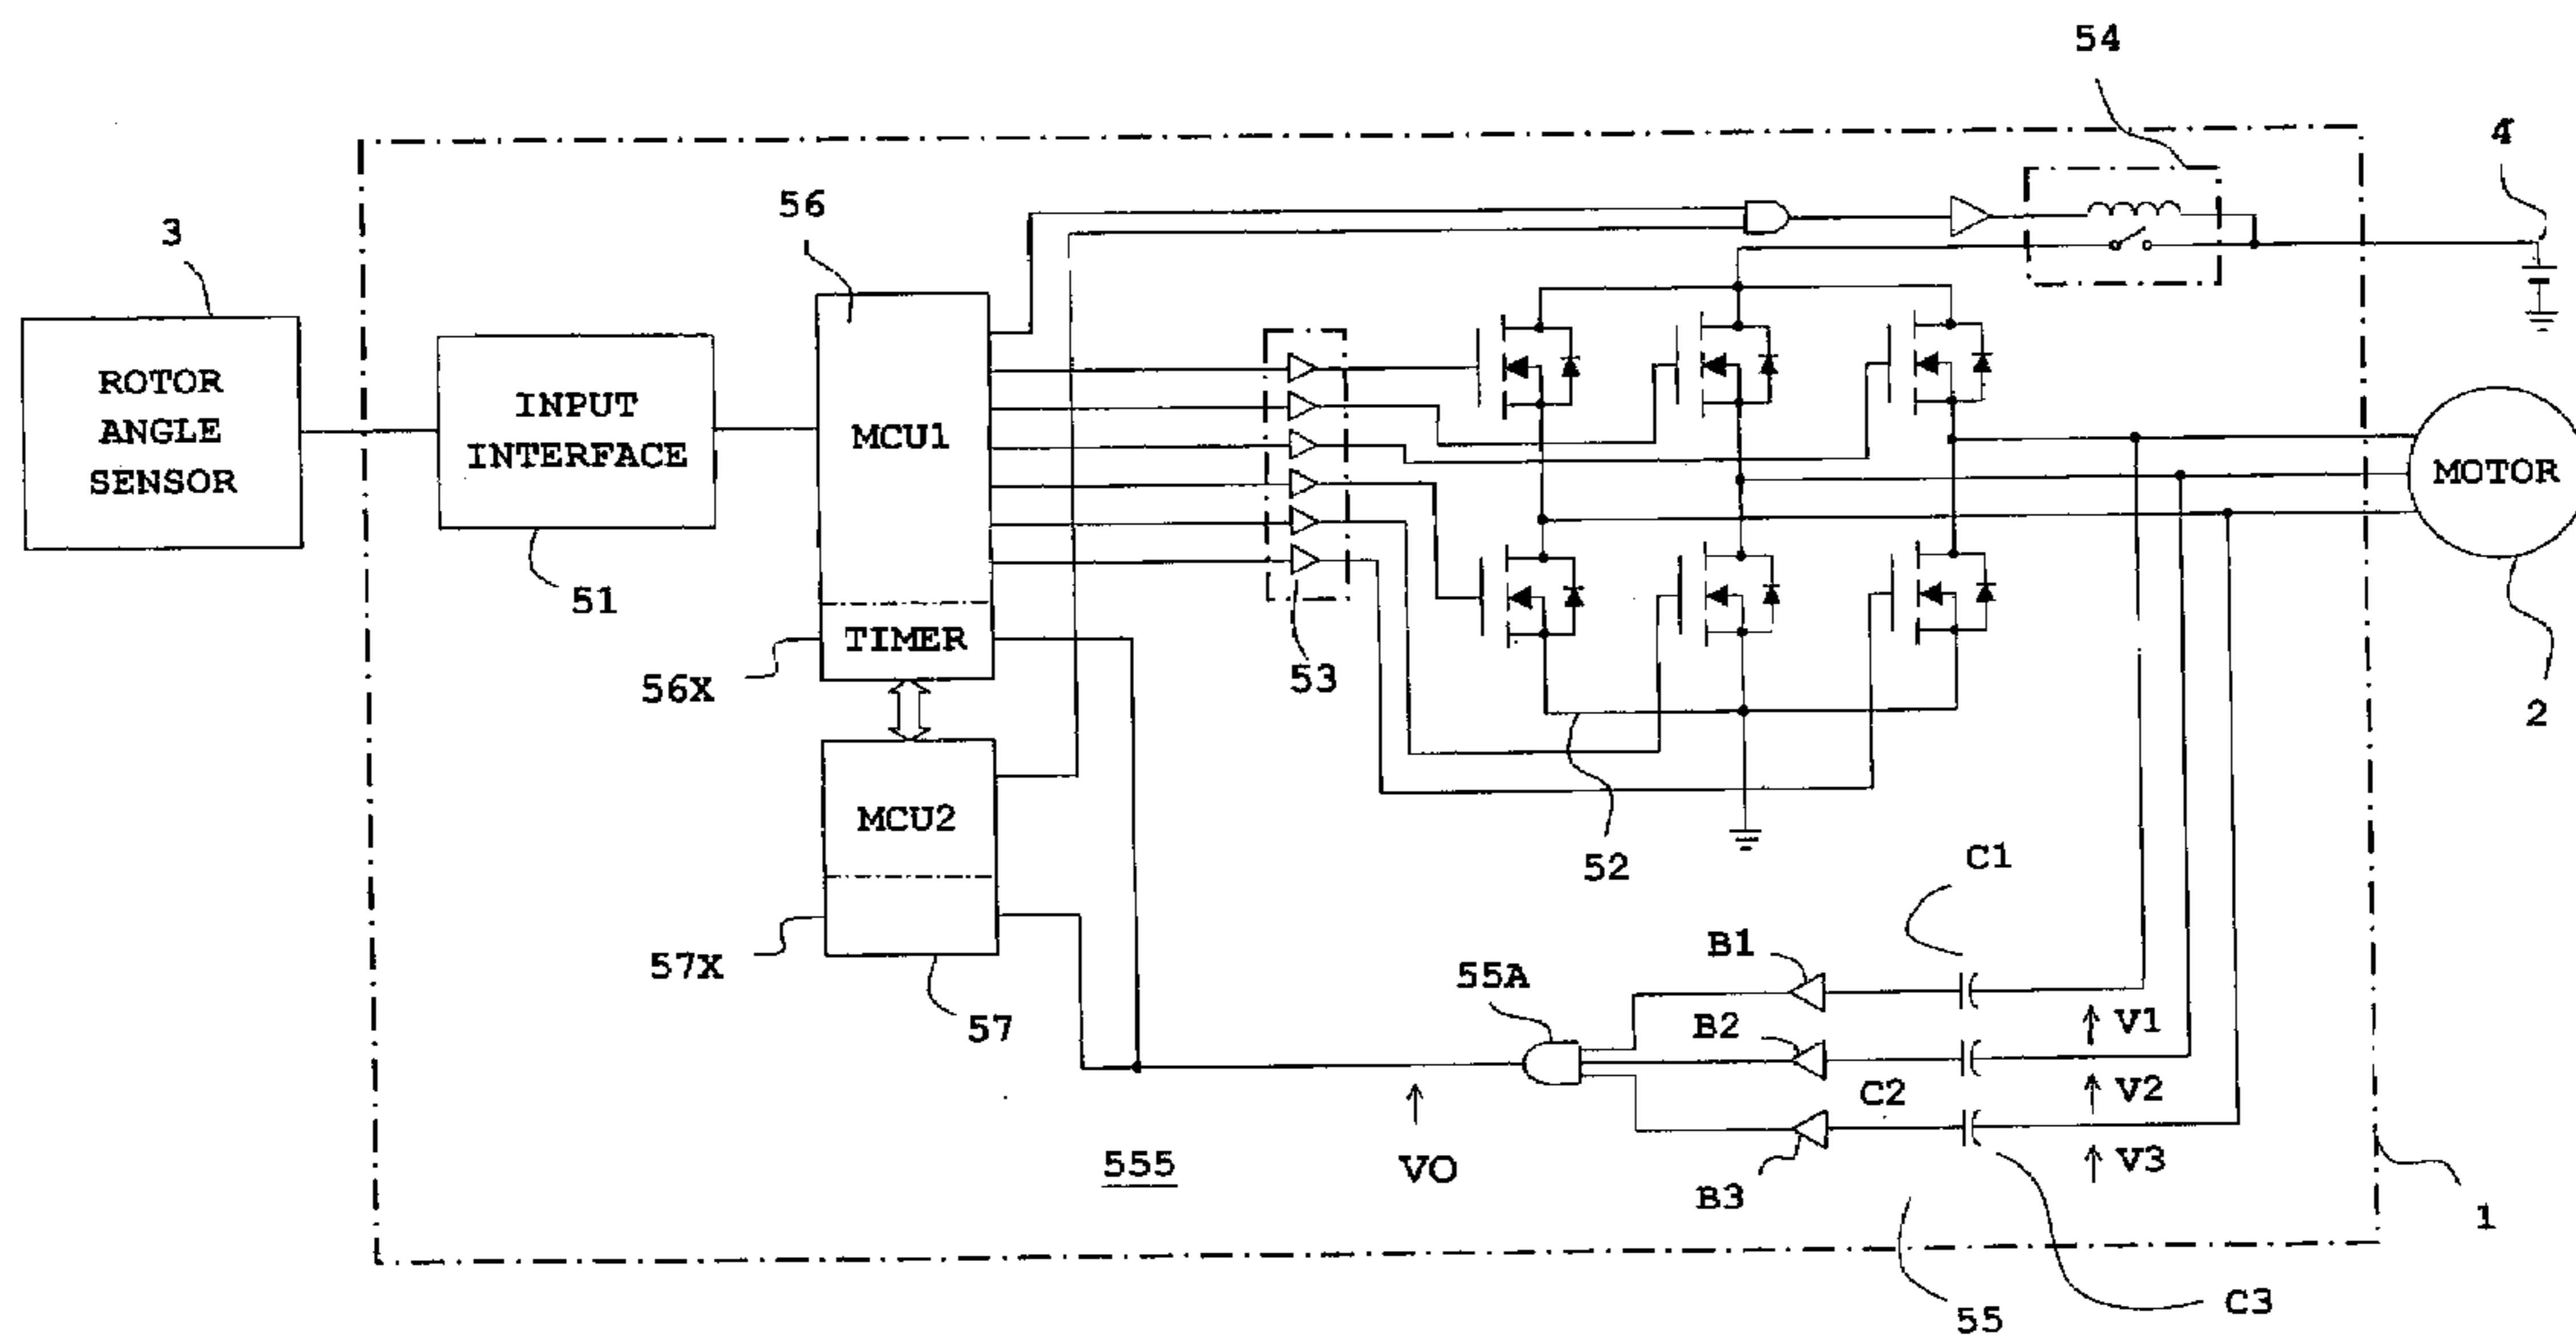 54
4
56
3
ROTOR
ANGLE
SENSOR
INPUT
INTERFACE
MCU1
MOTOR
51
TIMER
56X
53
2
MCU2
52
C1
57X
B1
55A
57
B2
V1
C2
V2
555
VO
B3
V3
1
55
C3